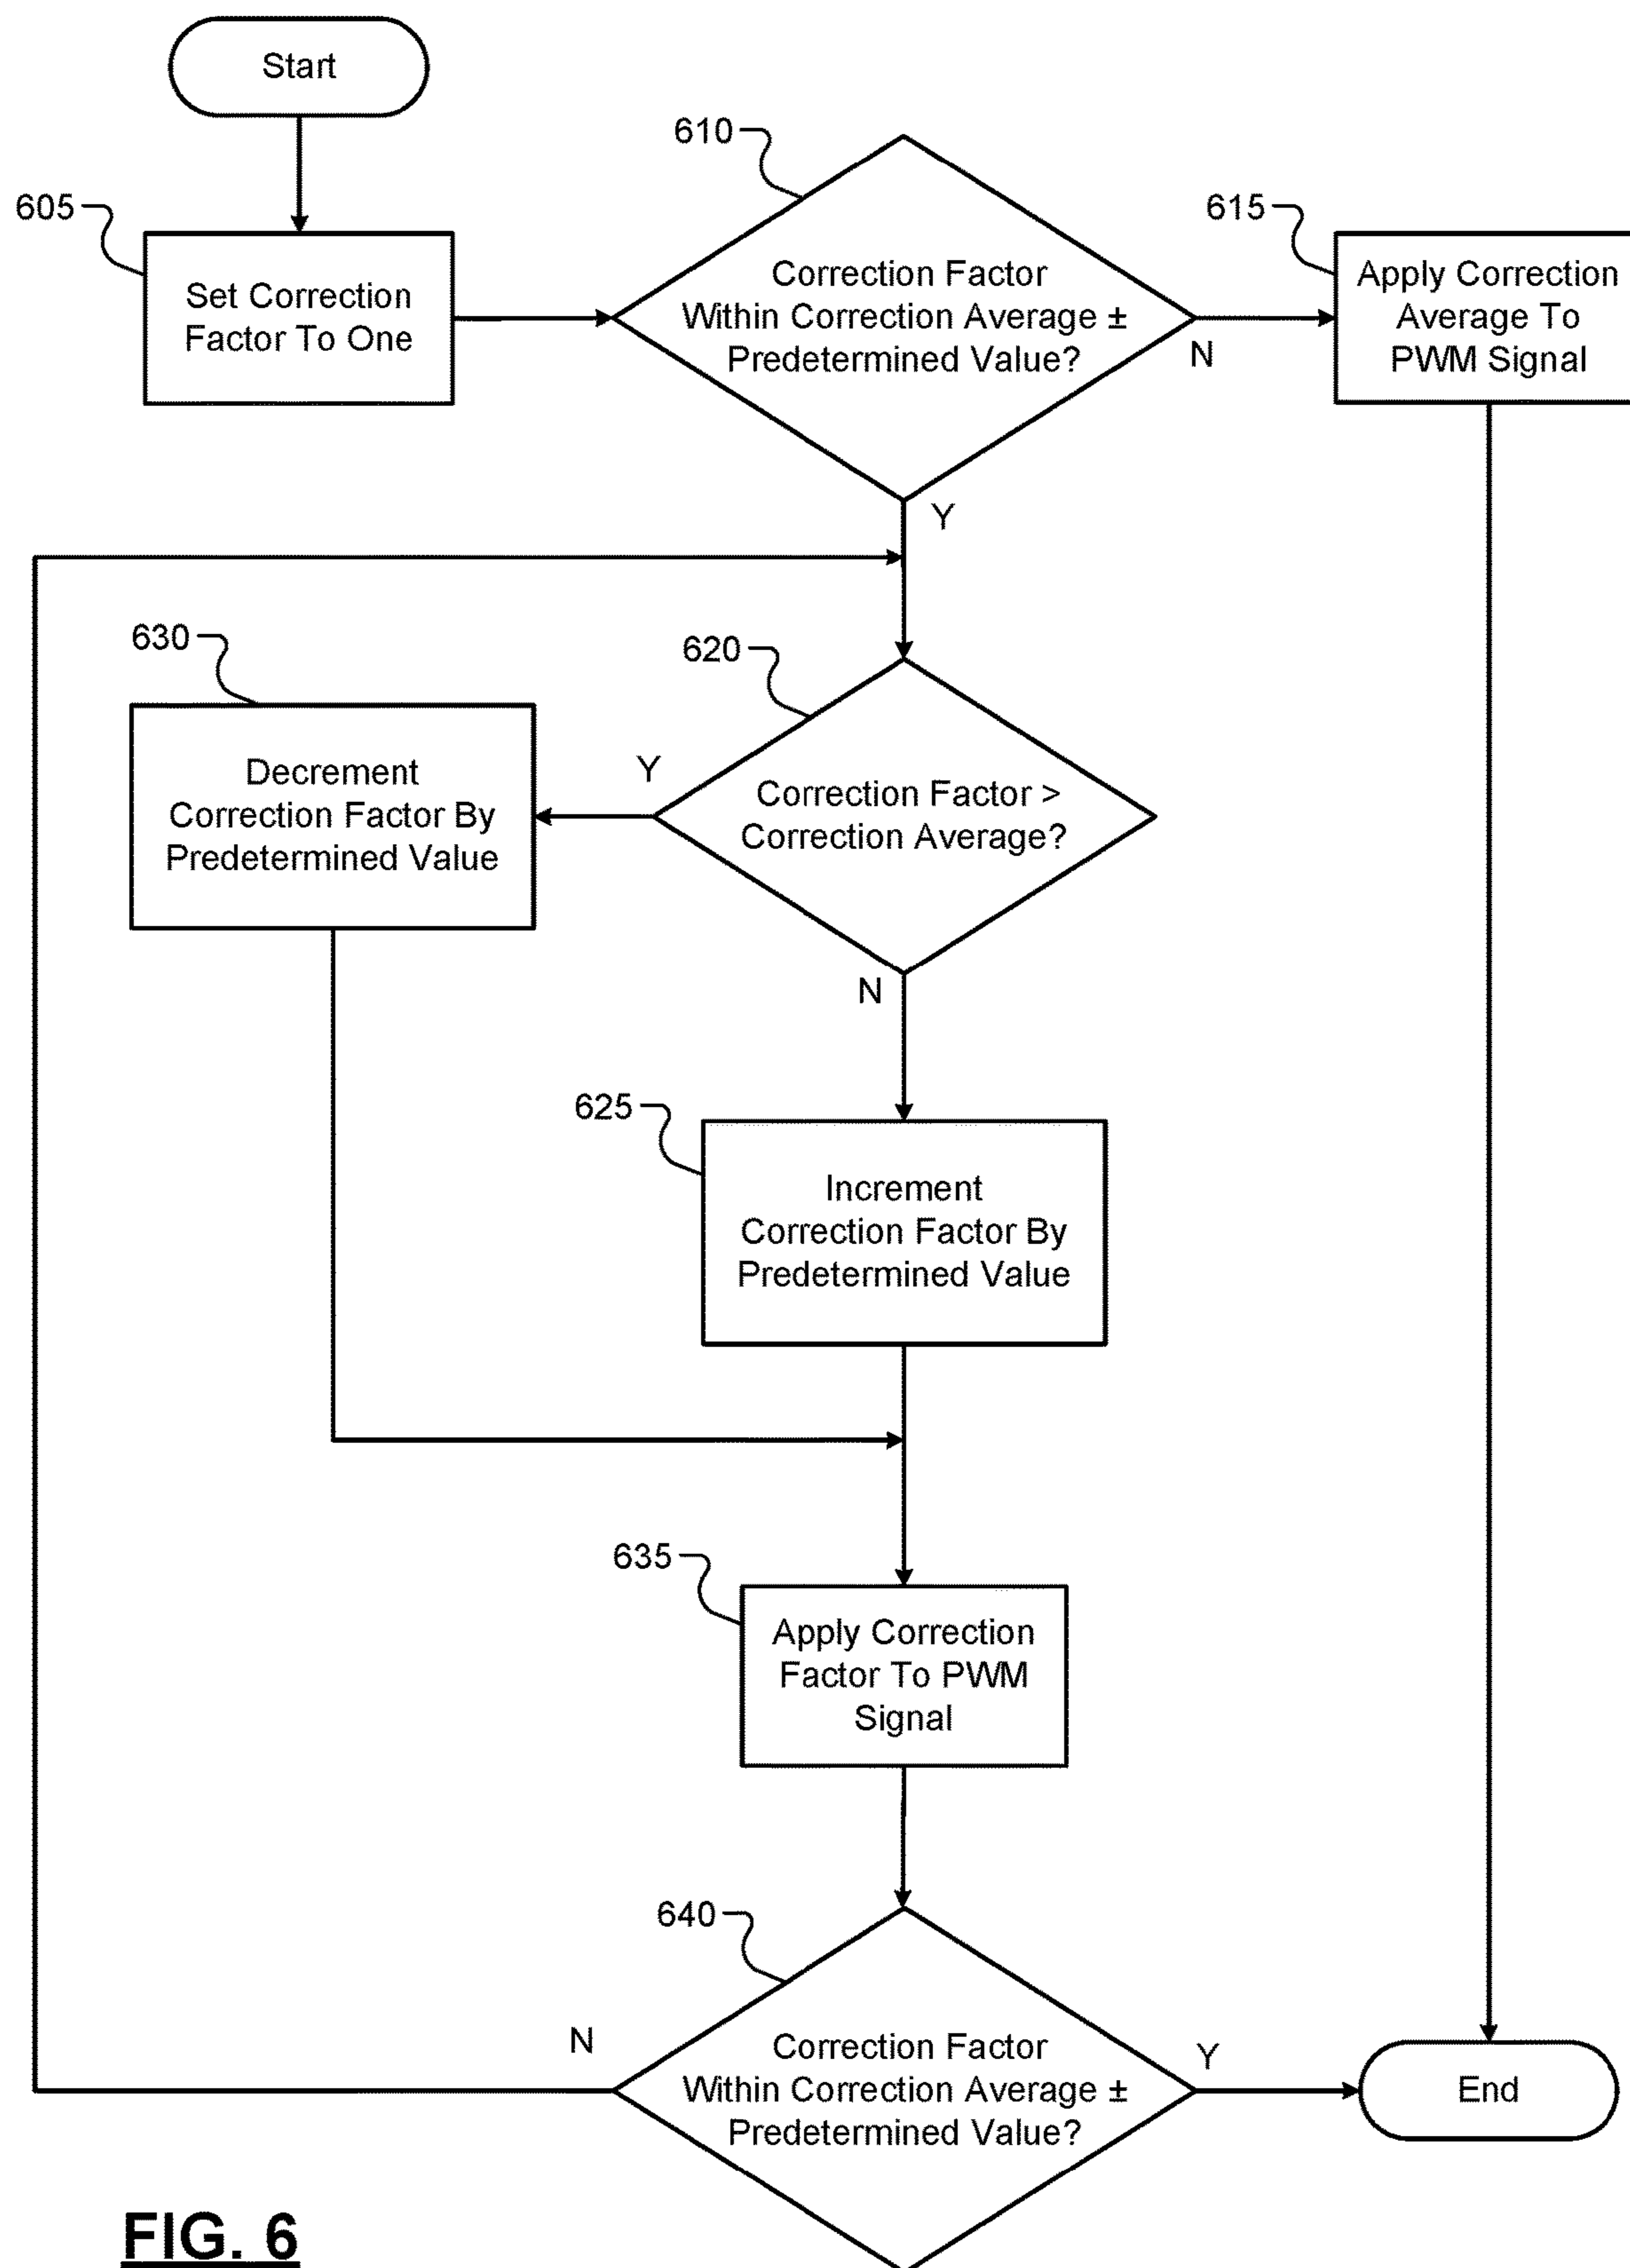 Start
605
Set Correction
Factor To One
610
Correction Factor
Within Correction Average ±
Predetermined Value?
N
Y
615
Apply Correction
Average To
PWM Signal
620
Correction Factor >
Correction Average?
Y
N
630
Decrement
Correction Factor By
Predetermined Value
625
Increment
Correction Factor By
Predetermined Value
635
Apply Correction
Factor To PWM
Signal
640
Correction Factor
Within Correction Average ±
Predetermined Value?
N
Y
End
FIG. 6